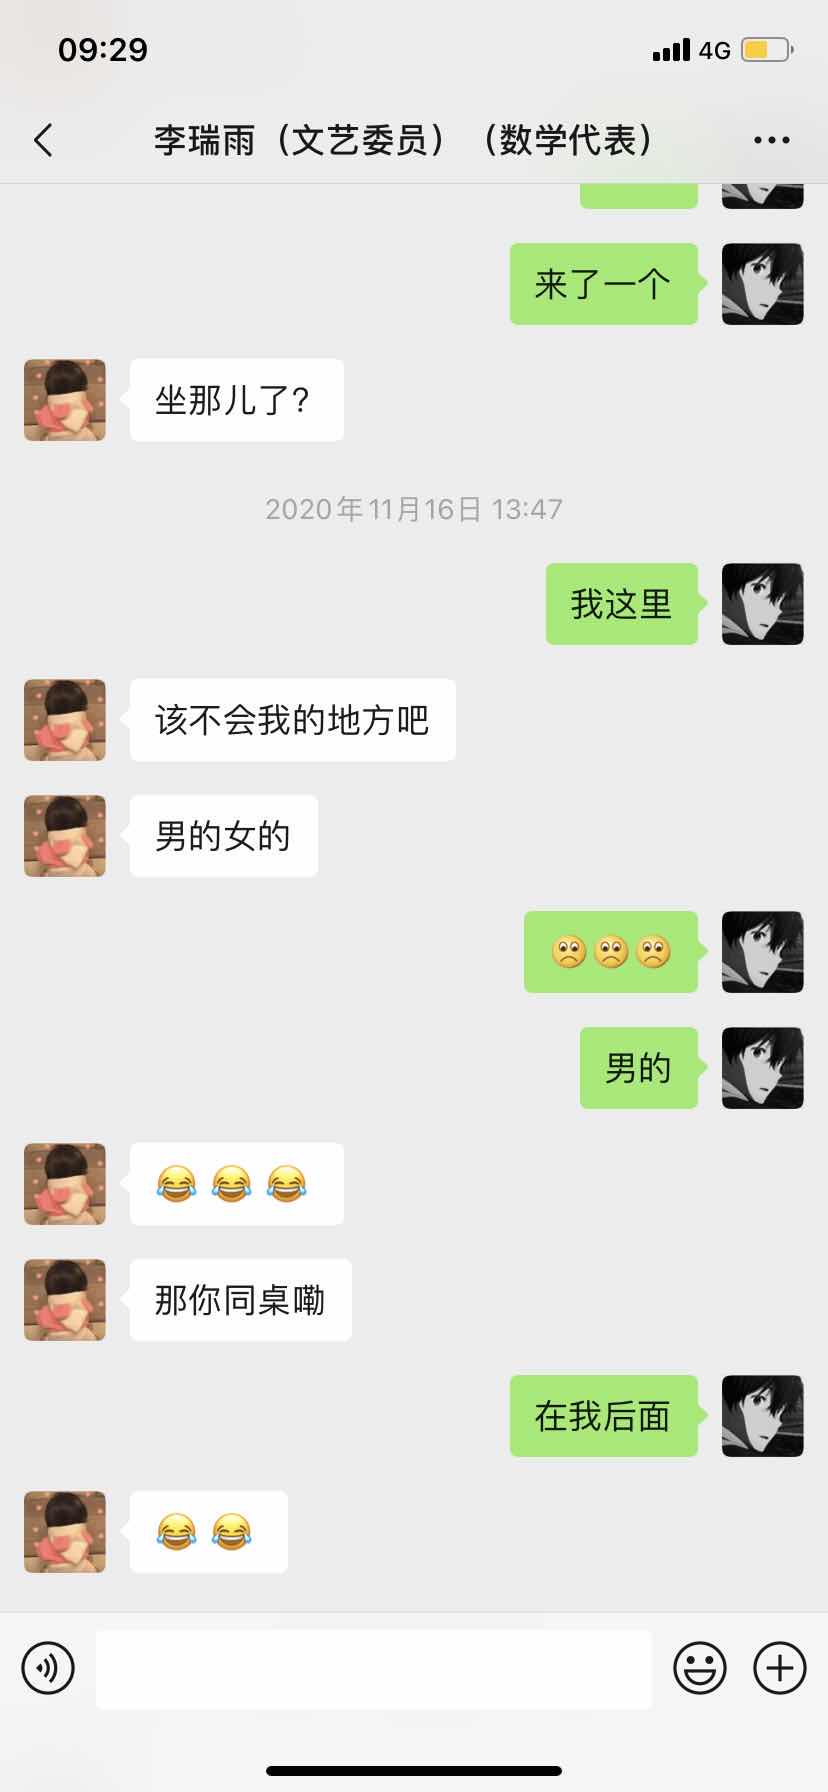 09:29
4G
李瑞雨（文艺委员）（数学代表）
来了一个
坐那儿了?
2020年11月16日 13:47
我这里
该不会我的地方吧
男的女的
男的
那你同桌嘞
在我后面